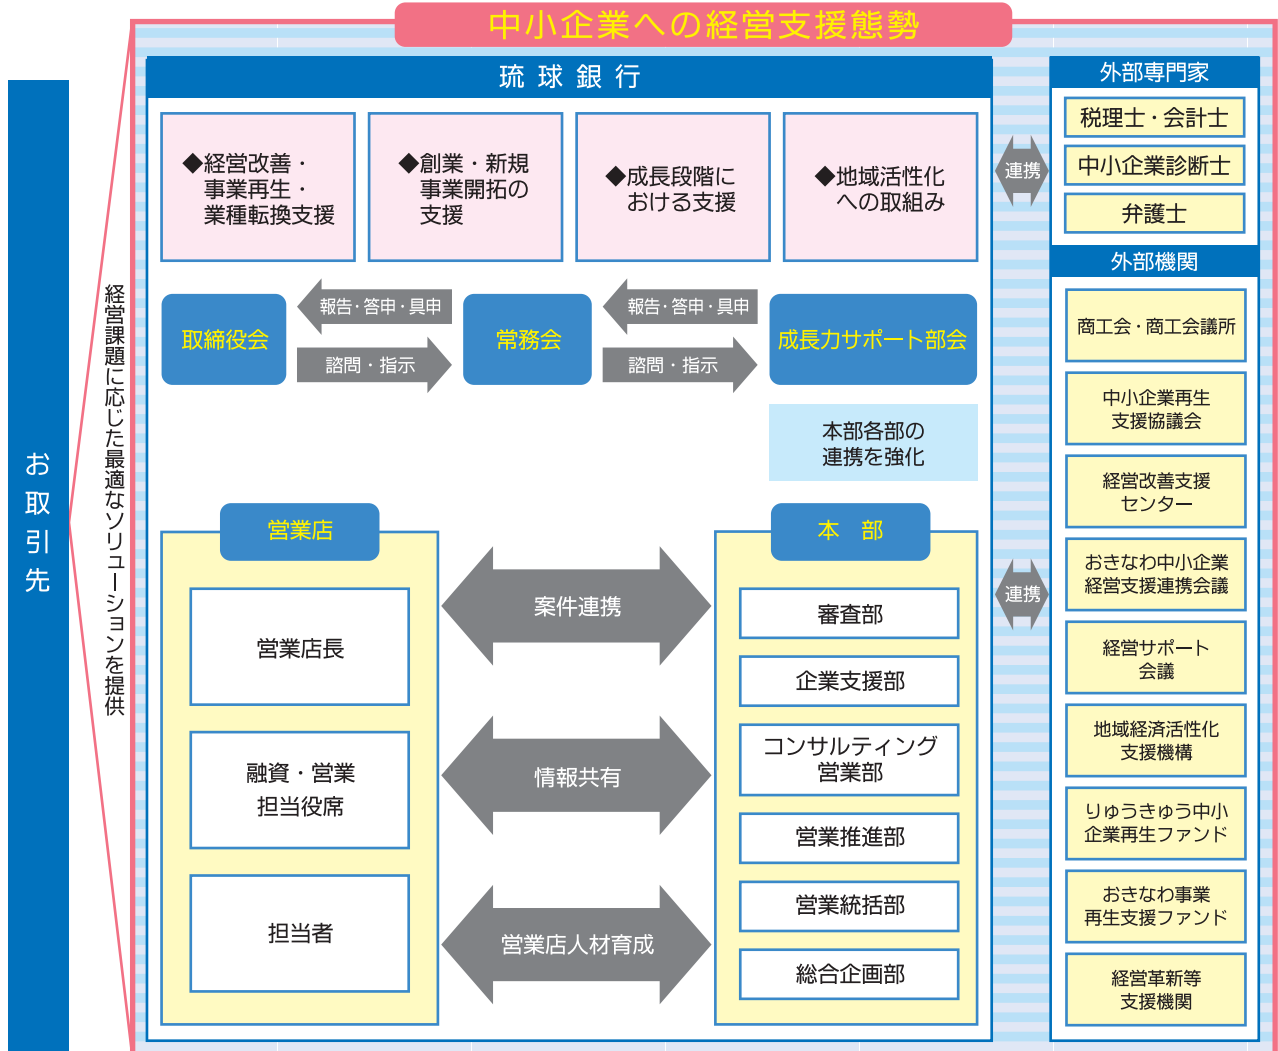 中小企業への経営支援態勢
お取引先
経営課題に応じた最適なソリューションを提供
琉球銀行
◆経営改善・
事業再生・
業種転換支援
◆創業・新規
事業開拓の
支援
◆成長段階に
おける支援
◆地域活性化
への取組み
取締役会
報告・答申・具申
諮問・指示
常務会
報告・答申・具申
諮問・指示
成長力サポート部会
本部各部の
連携を強化
営業店
営業店長
融資・営業
担当役席
担当者
案件連携
情報共有
営業店人材育成
本　部
審査部
企業支援部
コンサルティング
営業部
営業推進部
営業統括部
総合企画部
連携
連携
外部専門家
税理士・会計士
中小企業診断士
弁護士
外部機関
商工会・商工会議所
中小企業再生
支援協議会
経営改善支援
センター
おきなわ中小企業
経営支援連携会議
経営サポート
会議
地域経済活性化
支援機構
りゅうきゅう中小
企業再生ファンド
おきなわ事業
再生支援ファンド
経営革新等
支援機関